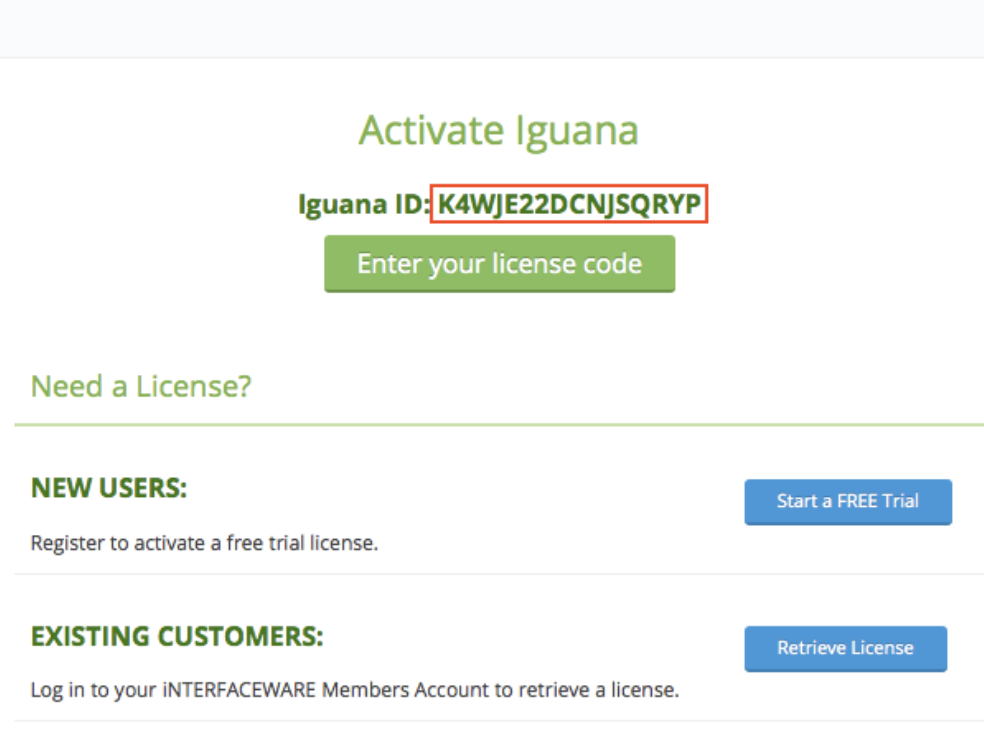 Activate Iguana
Iguana ID: K4WJE22DCNJSQRYP
Enter your license code
Need a License?
NEW USERS:
Start a FREE Trial
Register to activate a free trial license.
EXISTING CUSTOMERS:
Retrieve License
Log in to your iNTERFACEWARE Members Account to retrieve a license.